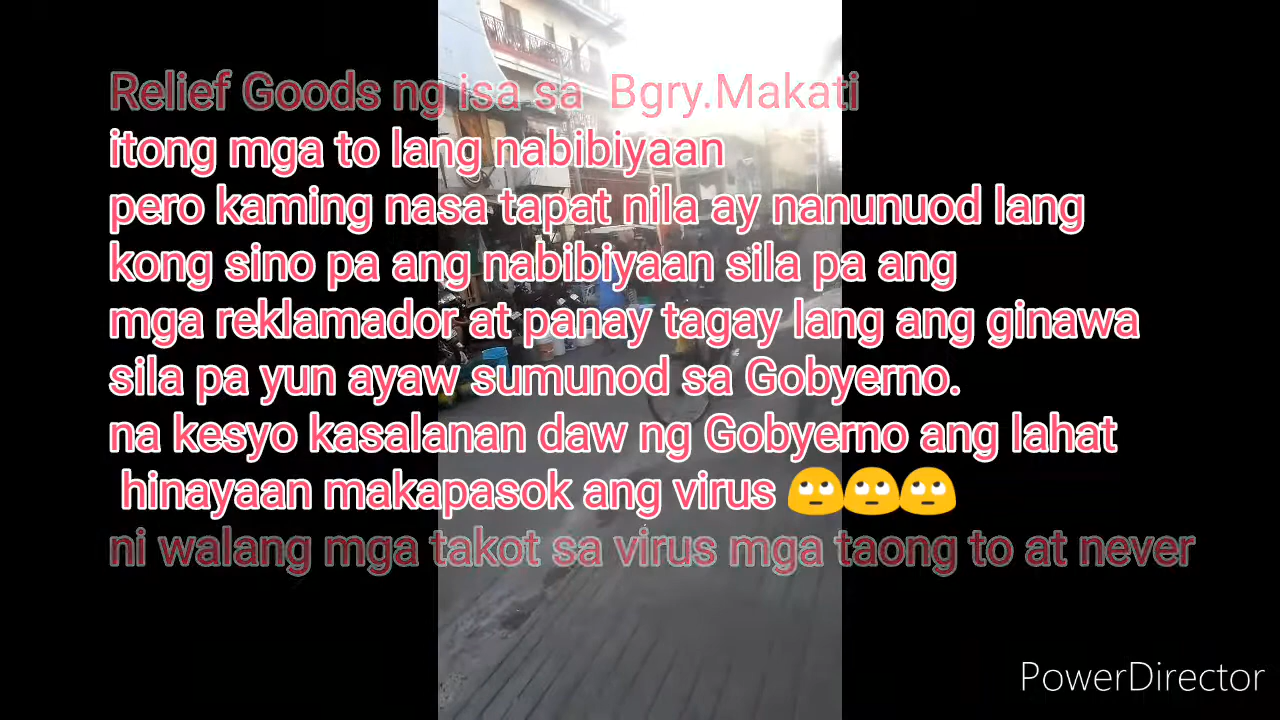 Relief Goods ng isa sa Bgry.Makati
itong mga to lang nabibiyaan
pero kaming nasa tapat nila ay nanunuod lang
kong sino pa ang nabibiyaan sila pa ang
mga reklamador at panay tagay lang ang ginawa
sila pa yun ayaw sumunod sa Gobyerno.
na kesyo kasalanan daw ng Gobyerno ang lahat
hinayaan makapasok ang virus 🙄🙄🙄
ni walang mga takot sa virus mga taong to at never
PowerDirector